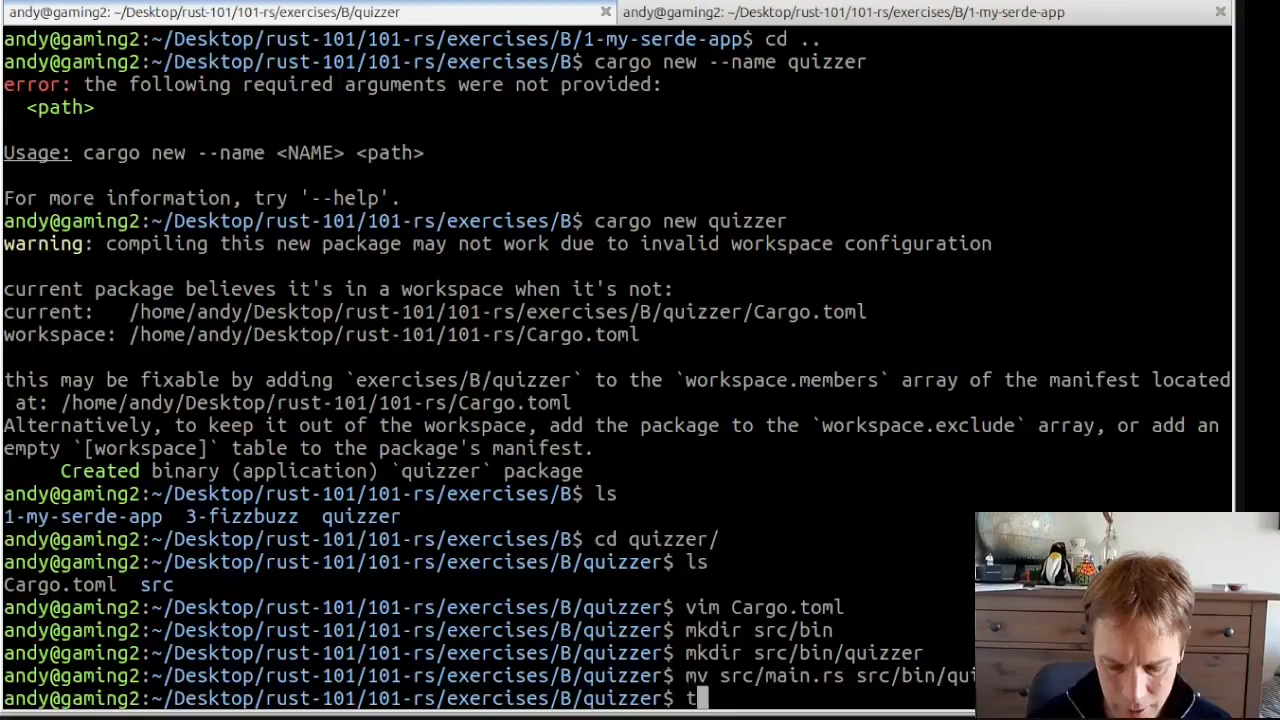 andy@gaming2: ~/Desktop/rust-101/101-rs/exercises/B/quizzer
andy@gaming2: ~/Desktop/rust-101/101-rs/exercises/B/1-my-serde-app
andy@gaming2:~/Desktop/rust-101/101-rs/exercises/B/1-my-serde-app$ cd ..
andy@gaming2:~/Desktop/rust-101/101-rs/exercises/B$ cargo new --name quizzer
error: the following required arguments were not provided:
  <path>
Usage: cargo new --name <NAME> <path>
For more information, try '--help'.
andy@gaming2:~/Desktop/rust-101/101-rs/exercises/B$ cargo new quizzer
warning: compiling this new package may not work due to invalid workspace configuration
current package believes it's in a workspace when it's not:
current:   /home/andy/Desktop/rust-101/101-rs/exercises/B/quizzer/Cargo.toml
workspace: /home/andy/Desktop/rust-101/101-rs/Cargo.toml
this may be fixable by adding `exercises/B/quizzer` to the `workspace.members` array of the manifest located
 at: /home/andy/Desktop/rust-101/101-rs/Cargo.toml
Alternatively, to keep it out of the workspace, add the package to the `workspace.exclude` array, or add an
empty `[workspace]` table to the package's manifest.
     Created binary (application) `quizzer` package
andy@gaming2:~/Desktop/rust-101/101-rs/exercises/B$ ls
1-my-serde-app  3-fizzbuzz  quizzer
andy@gaming2:~/Desktop/rust-101/101-rs/exercises/B$ cd quizzer/
andy@gaming2:~/Desktop/rust-101/101-rs/exercises/B/quizzer$ ls
Cargo.toml  src
andy@gaming2:~/Desktop/rust-101/101-rs/exercises/B/quizzer$ vim Cargo.toml
andy@gaming2:~/Desktop/rust-101/101-rs/exercises/B/quizzer$ mkdir src/bin
andy@gaming2:~/Desktop/rust-101/101-rs/exercises/B/quizzer$ mkdir src/bin/quizzer
andy@gaming2:~/Desktop/rust-101/101-rs/exercises/B/quizzer$ mv src/main.rs src/bin/qui
andy@gaming2:~/Desktop/rust-101/101-rs/exercises/B/quizzer$ t